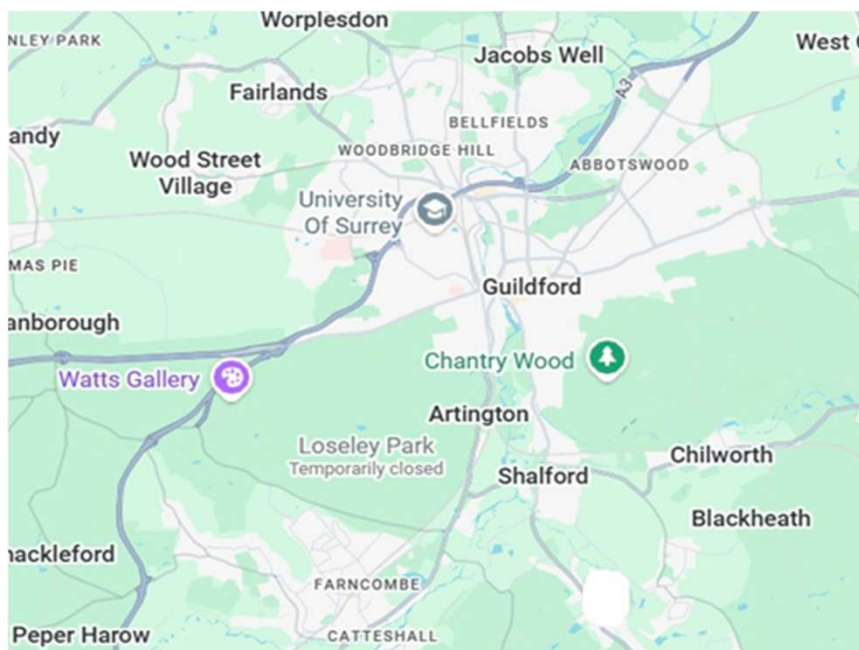 Worplesdon
NLEY PARK
Jacobs Well
West C
A3
Fairlands
BELLFIELDS
andy
WOODBRIDGE HILL
Wood Street
Village
ABBOTSWOOD
University
Of Surrey
MAS PIE
Guildford
anborough
Chantry Wood
Watts Gallery
Artington
Loseley Park
Temporarily closed
Chilworth
Shalford
Blackheath
hackleford
FARNCOMBE
Peper Harow
CATTESHALL